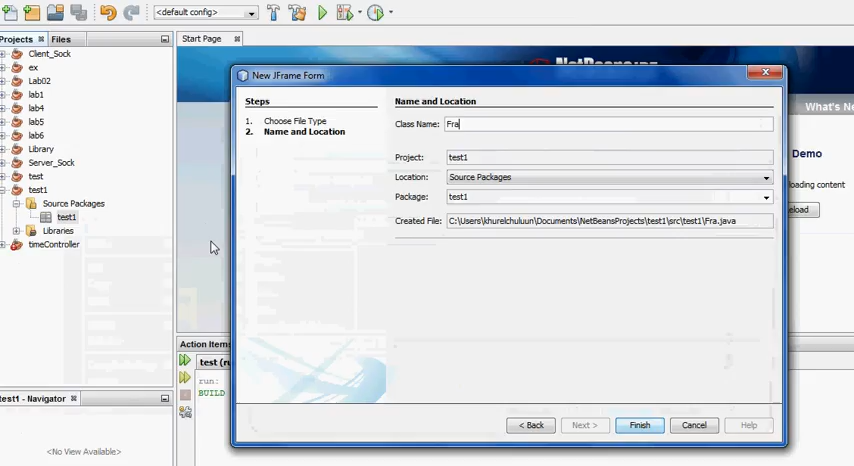 <default config>
Projects Files
Start Page
Client_Sock
ex
Lab02
lab1
lab4
lab5
lab6
Library
Server_Sock
test
test1
Source Packages
test1
Libraries
timeController
test1 - Navigator
<No View Available>
What's Ne
Demo
loading content
eload
Action Items
test (ru
run:
BUILD
New JFrame Form
Steps
1. Choose File Type
2. Name and Location
Name and Location
Class Name: Fra
Project: test1
Location: Source Packages
Package: test1
Created File: C:\Users\khurelchuluun\Documents\NetBeansProjects\test1\src\test1\Fra.java
< Back
Next >
Finish
Cancel
Help